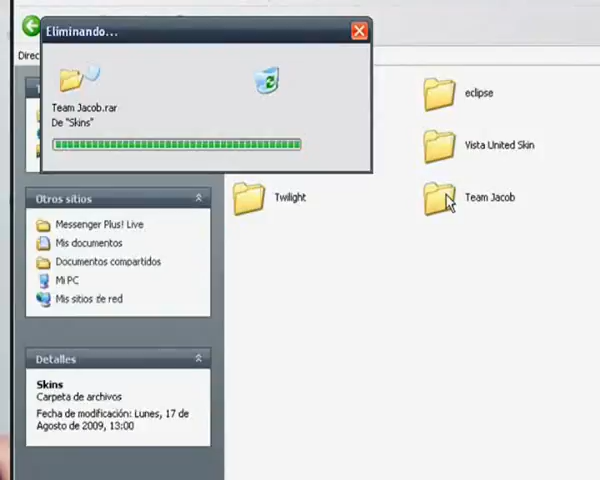 Eliminando...
Team Jacob.rar
De "Skins"
Direc
eclipse
Vista United Skin
Twilight
Team Jacob
Otros sitios
Messenger Plus! Live
Mis documentos
Documentos compartidos
Mi PC
Mis sitios de red
Detalles
Skins
Carpeta de archivos
Fecha de modificación: Lunes, 17 de
Agosto de 2009, 13:00